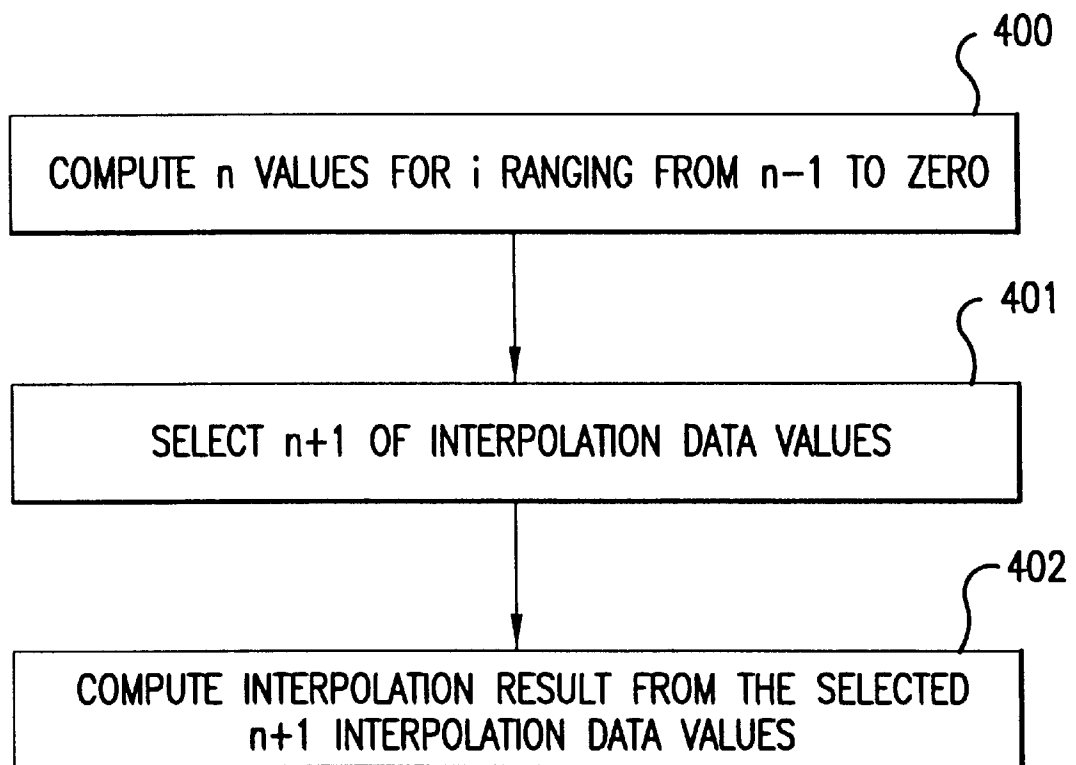 400
COMPUTE n VALUES FOR i RANGING FROM n-1 TO ZERO
401
SELECT n+1 OF INTERPOLATION DATA VALUES
402
COMPUTE INTERPOLATION RESULT FROM THE SELECTED
n+1 INTERPOLATION DATA VALUES